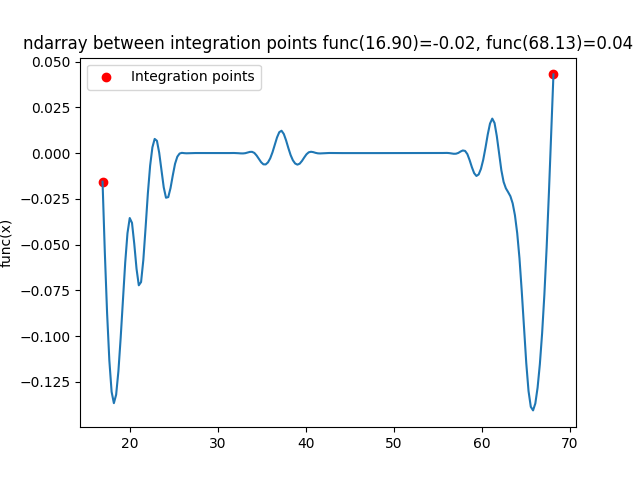 ndarray between integration points func(16.90)=-0.02, func(68.13)=0.04
Integration points
func(x)
0.050
0.025
0.000
−0.025
−0.050
−0.075
−0.100
−0.125
20 30 40 50 60 70